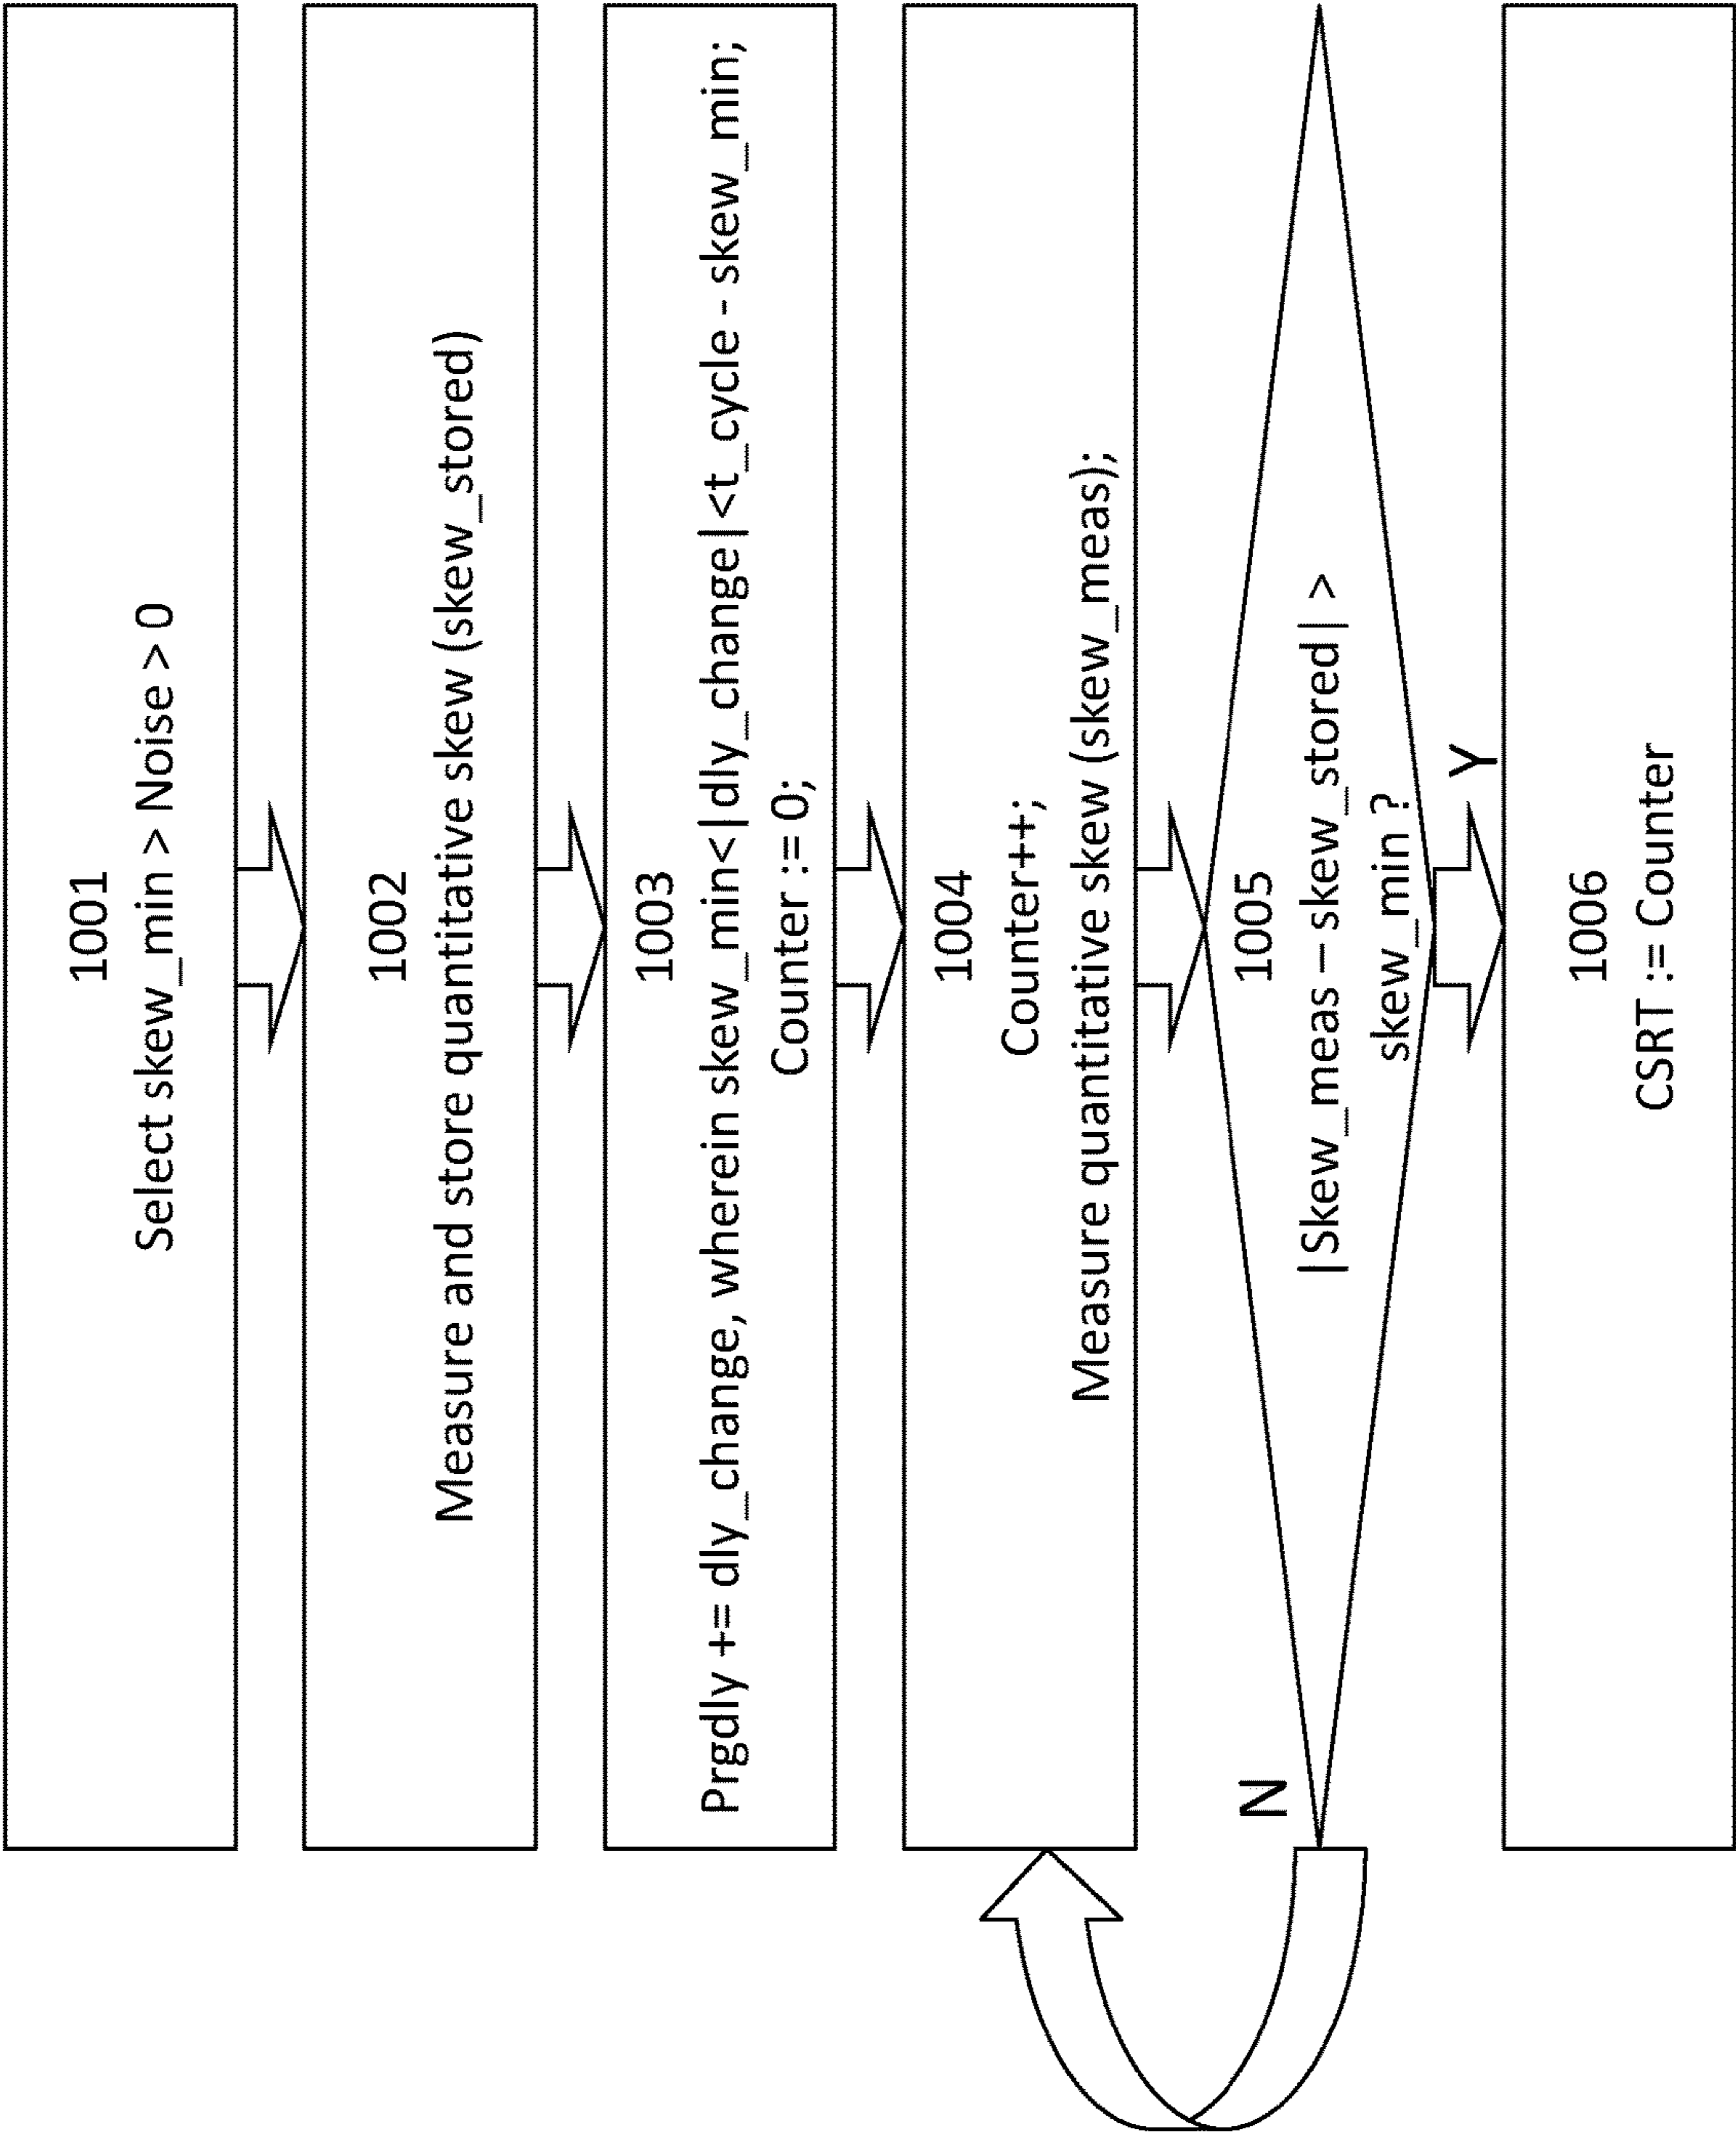 1001
Select skew_min > Noise > 0
1002
Measure and store quantitative skew (skew_stored)
1003
Prgdly += dly_change, wherein skew_min<|dly_change|<t_cycle - skew_min;
Counter := 0;
1004
Counter++;
Measure quantitative skew (skew_meas);
1005
|Skew_meas – skew_stored| >
skew_min ?
N
Y
1006
CSRT := Counter